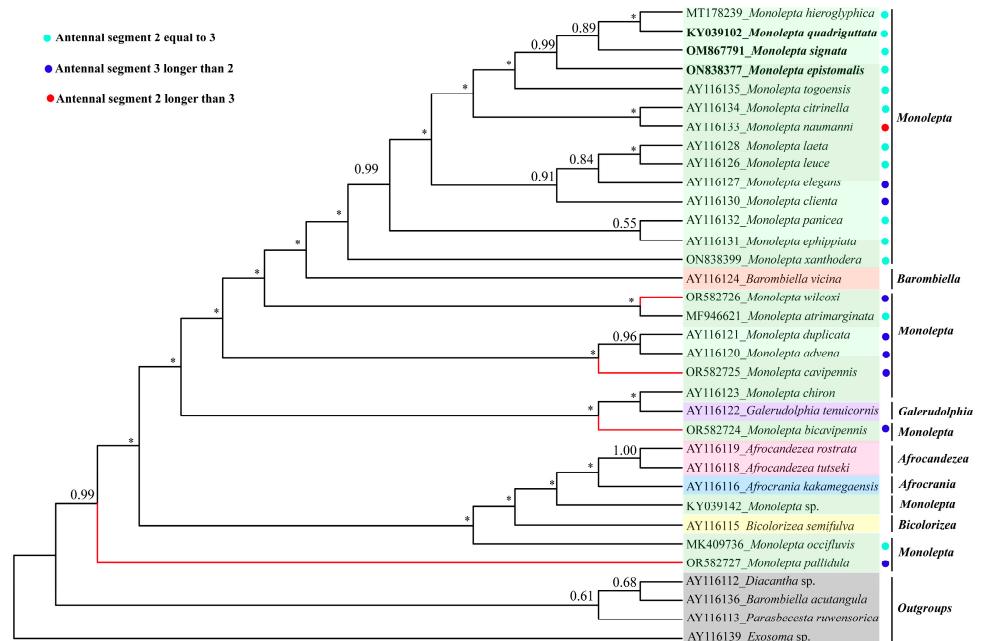 Antennal segment 2 equal to 3
Antennal segment 3 longer than 2
Antennal segment 2 longer than 3
MT178239_Monolepta hieroglyphica
KY039102_Monolepta quadriguttata
OM867791_Monolepta signata
ON838377_Monolepta epistomalis
AY116135_Monolepta togoensis
AY116134_Monolepta citrinella
AY116133_Monolepta naumanni
AY116128_Monolepta laeta
AY116126_Monolepta leuce
AY116127_Monolepta elegans
AY116130_Monolepta clienta
AY116132_Monolepta panicea
AY116131_Monolepta ephippiata
ON838399_Monolepta xanthodera
Monolepta
AY116124_Barombiella vicina
Barombiella
OR582726_Monolepta wilcoxi
MF946621_Monolepta atrimarginata
AY116121_Monolepta duplicata
AY116120_Monolepta advena
OR582725_Monolepta cavipennis
AY116123_Monolepta chiron
Monolepta
AY116122_Galerudolphia tenuicornis
Galerudolphia
OR582724_Monolepta bicavipennis
Monolepta
AY116119_Afrocandezea rostrata
AY116118_Afrocandezea tutseki
Afrocandezea
AY116116_Afrocrania kakamegaensis
Afrocrania
KY039142_Monolepta sp.
Monolepta
AY116115_Bicolorizea semifulva
Bicolorizea
MK409736_Monolepta occifluvis
OR582727_Monolepta pallidula
Monolepta
AY116112_Diacantha sp.
AY116136_Barombiella acutangula
AY116113_Parasbecesta ruwensorica
AY116139_Exosoma sp.
Outgroups
0.89
0.99
*
*
*
*
*
0.99
0.84
*
0.91
0.55
*
*
*
*
*
0.96
*
*
*
*
*
1.00
*
*
*
*
0.99
0.68
0.61